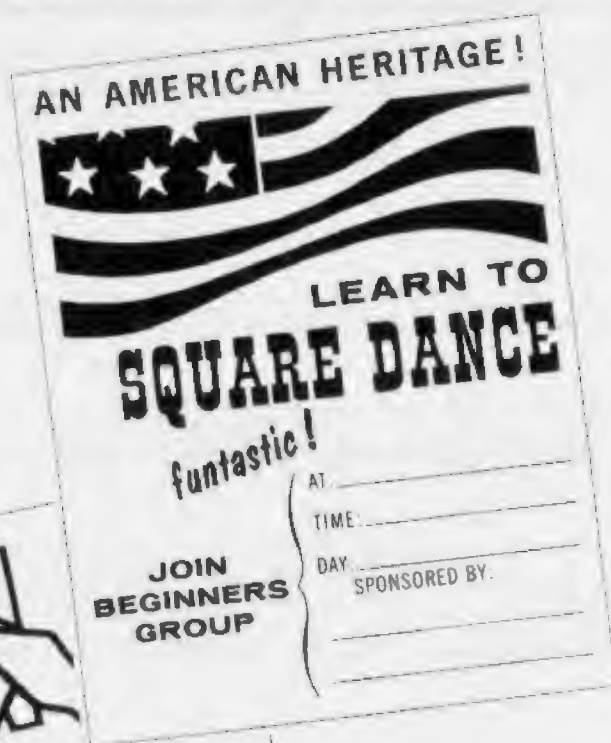 AN AMERICAN HERITAGE!
LEARN TO
SQUARE DANCE
funtastic!
JOIN
BEGINNERS
GROUP
AT:
TIME:
DAY:
SPONSORED BY: